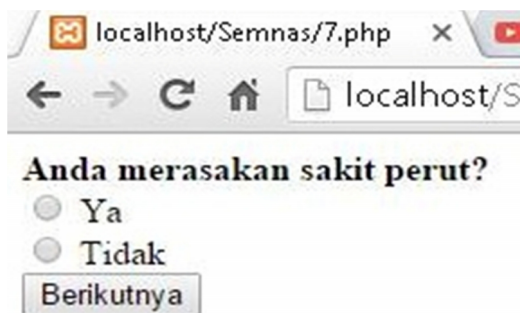 localhost/Semnas/7.php
localhost/S
Anda merasakan sakit perut?
Ya
Tidak
Berikutnya